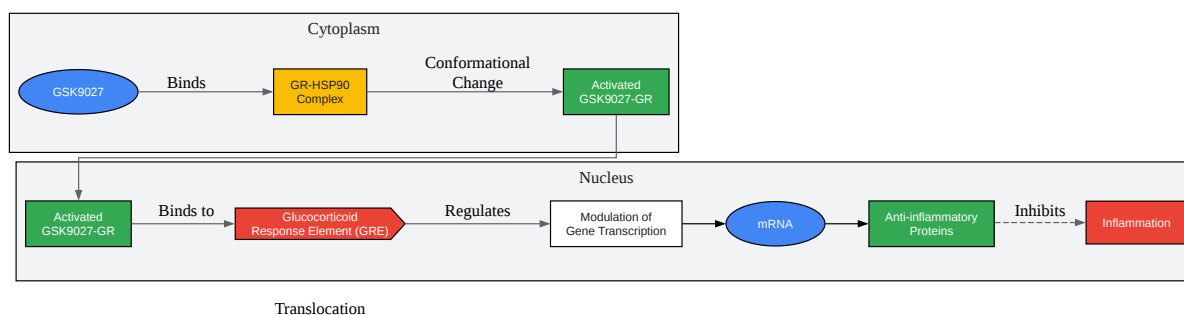 Cytoplasm
GSK9027
Binds
GR-HSP90
Complex
Conformational
Change
Activated
GSK9027-GR
Nucleus
Activated
GSK9027-GR
Binds to
Glucocorticoid
Response Element (GRE)
Regulates
Modulation of
Gene Transcription
mRNA
Anti-inflammatory
Proteins
Inhibits
Inflammation
Translocation